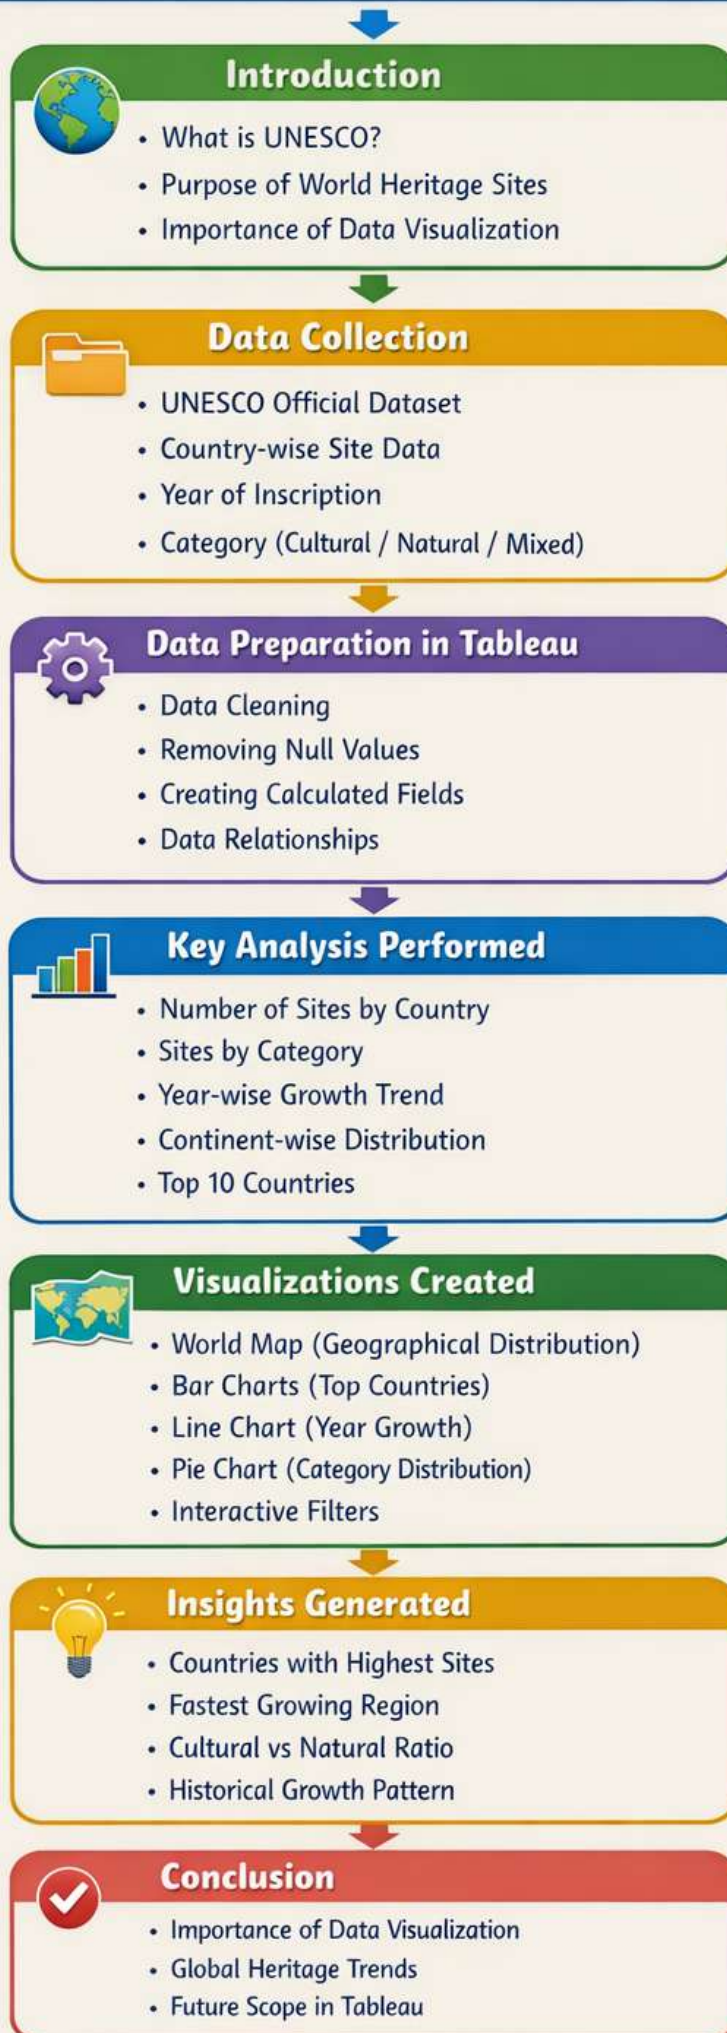 Introduction
• What is UNESCO?
• Purpose of World Heritage Sites
• Importance of Data Visualization
Data Collection
• UNESCO Official Dataset
• Country-wise Site Data
• Year of Inscription
• Category (Cultural / Natural / Mixed)
Data Preparation in Tableau
• Data Cleaning
• Removing Null Values
• Creating Calculated Fields
• Data Relationships
Key Analysis Performed
• Number of Sites by Country
• Sites by Category
• Year-wise Growth Trend
• Continent-wise Distribution
• Top 10 Countries
Visualizations Created
• World Map (Geographical Distribution)
• Bar Charts (Top Countries)
• Line Chart (Year Growth)
• Pie Chart (Category Distribution)
• Interactive Filters
Insights Generated
• Countries with Highest Sites
• Fastest Growing Region
• Cultural vs Natural Ratio
• Historical Growth Pattern
Conclusion
• Importance of Data Visualization
• Global Heritage Trends
• Future Scope in Tableau